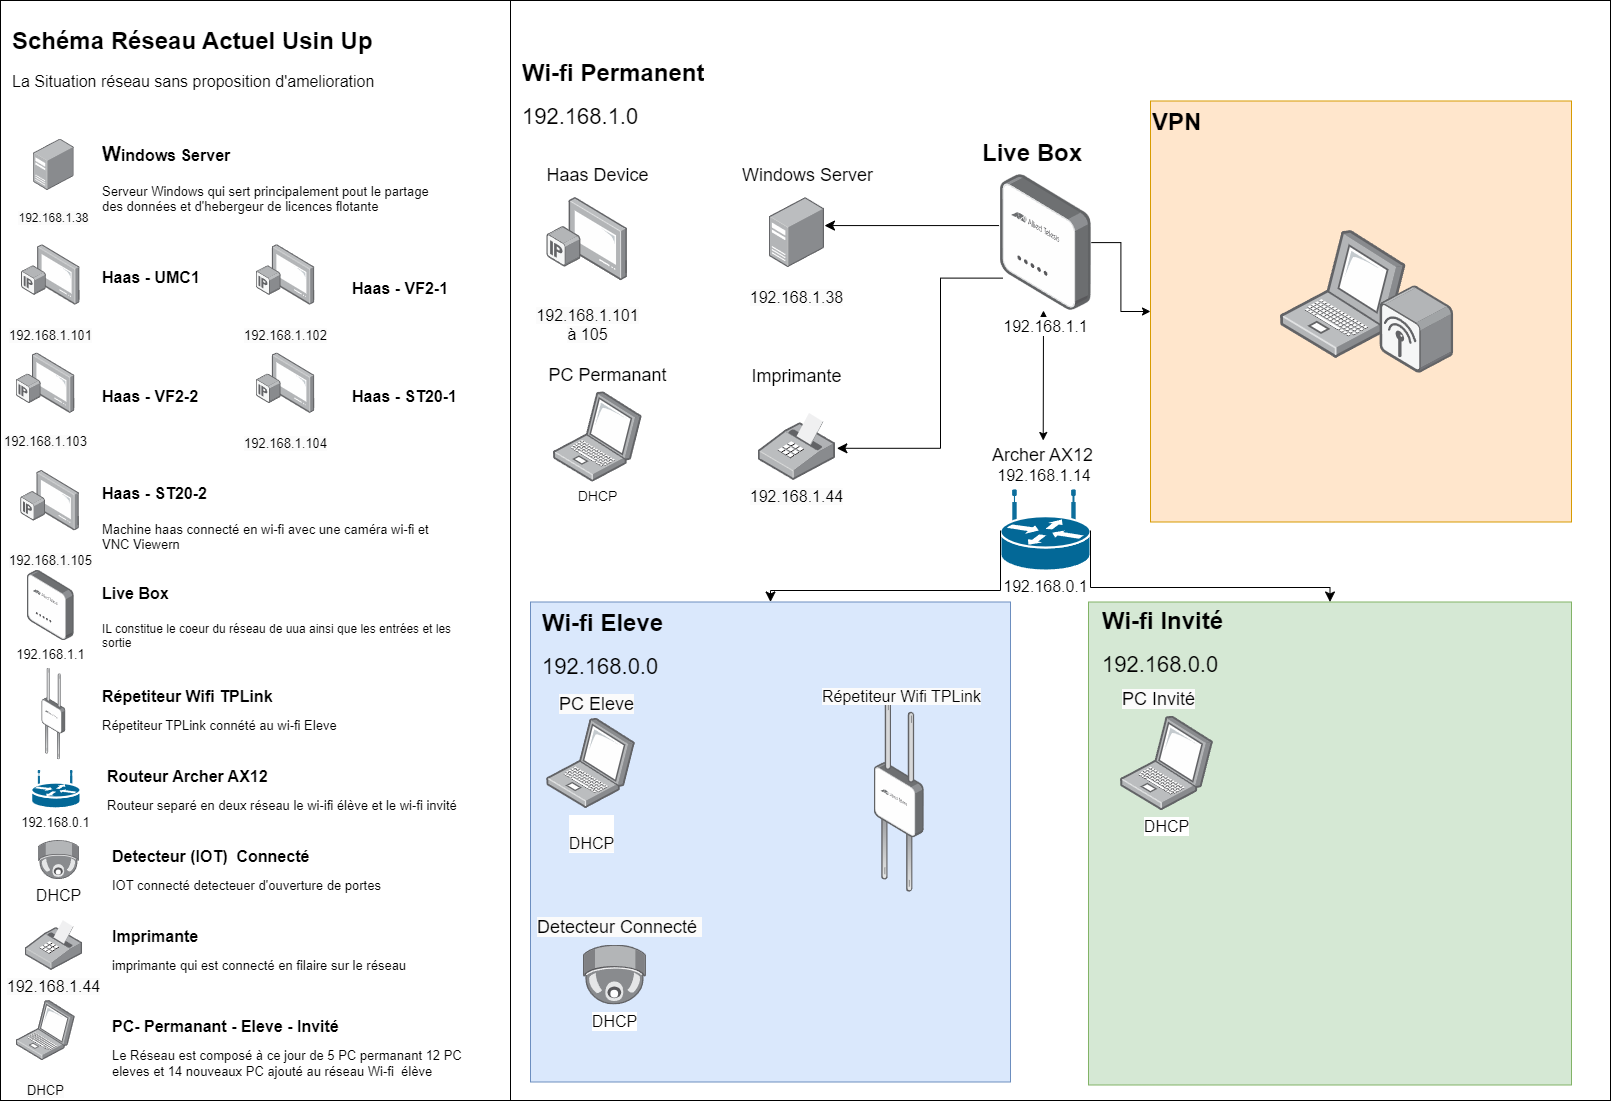 Schéma Réseau Actuel Usin Up
La Situation réseau sans proposition d'amelioration
Windows Server
Serveur Windows qui sert principalement pout le partage
des données et d'hebergeur de licences flotante
192.168.1.38
IP
Haas - UMC1
192.168.1.101
IP
Haas - VF2-1
192.168.1.102
IP
Haas - VF2-2
192.168.1.103
IP
Haas - ST20-1
192.168.1.104
IP
Haas - ST20-2
Machine haas connecté en wi-fi avec une caméra wi-fi et
VNC Viewern
192.168.1.105
Live Box
IL constitue le coeur du réseau de uua ainsi que les entrées et les
sortie
192.168.1.1
Répetiteur Wifi TPLink
Répetiteur TPLink connété au wi-fi Eleve
Routeur Archer AX12
Routeur separé en deux réseau le wi-ifi élève et le wi-fi invité
192.168.0.1
Detecteur (IOT)  Connecté
IOT connecté detecteuer d'ouverture de portes
DHCP
Imprimante
imprimante qui est connecté en filaire sur le réseau
192.168.1.44
PC- Permanant - Eleve - Invité
Le Réseau est composé à ce jour de 5 PC permanant 12 PC
eleves et 14 nouveaux PC ajouté au réseau Wi-fi  élève
DHCP
Wi-fi Permanent
192.168.1.0
Haas Device
IP
192.168.1.101
à 105
Windows Server
192.168.1.38
Live Box
Allied Telesis
192.168.1.1
VPN
PC Permanant
DHCP
Imprimante
192.168.1.44
Archer AX12
192.168.1.14
192.168.0.1
Wi-fi Eleve
192.168.0.0
PC Eleve
DHCP
Répetiteur Wifi TPLink
Detecteur Connecté
DHCP
Wi-fi Invité
192.168.0.0
PC Invité
DHCP